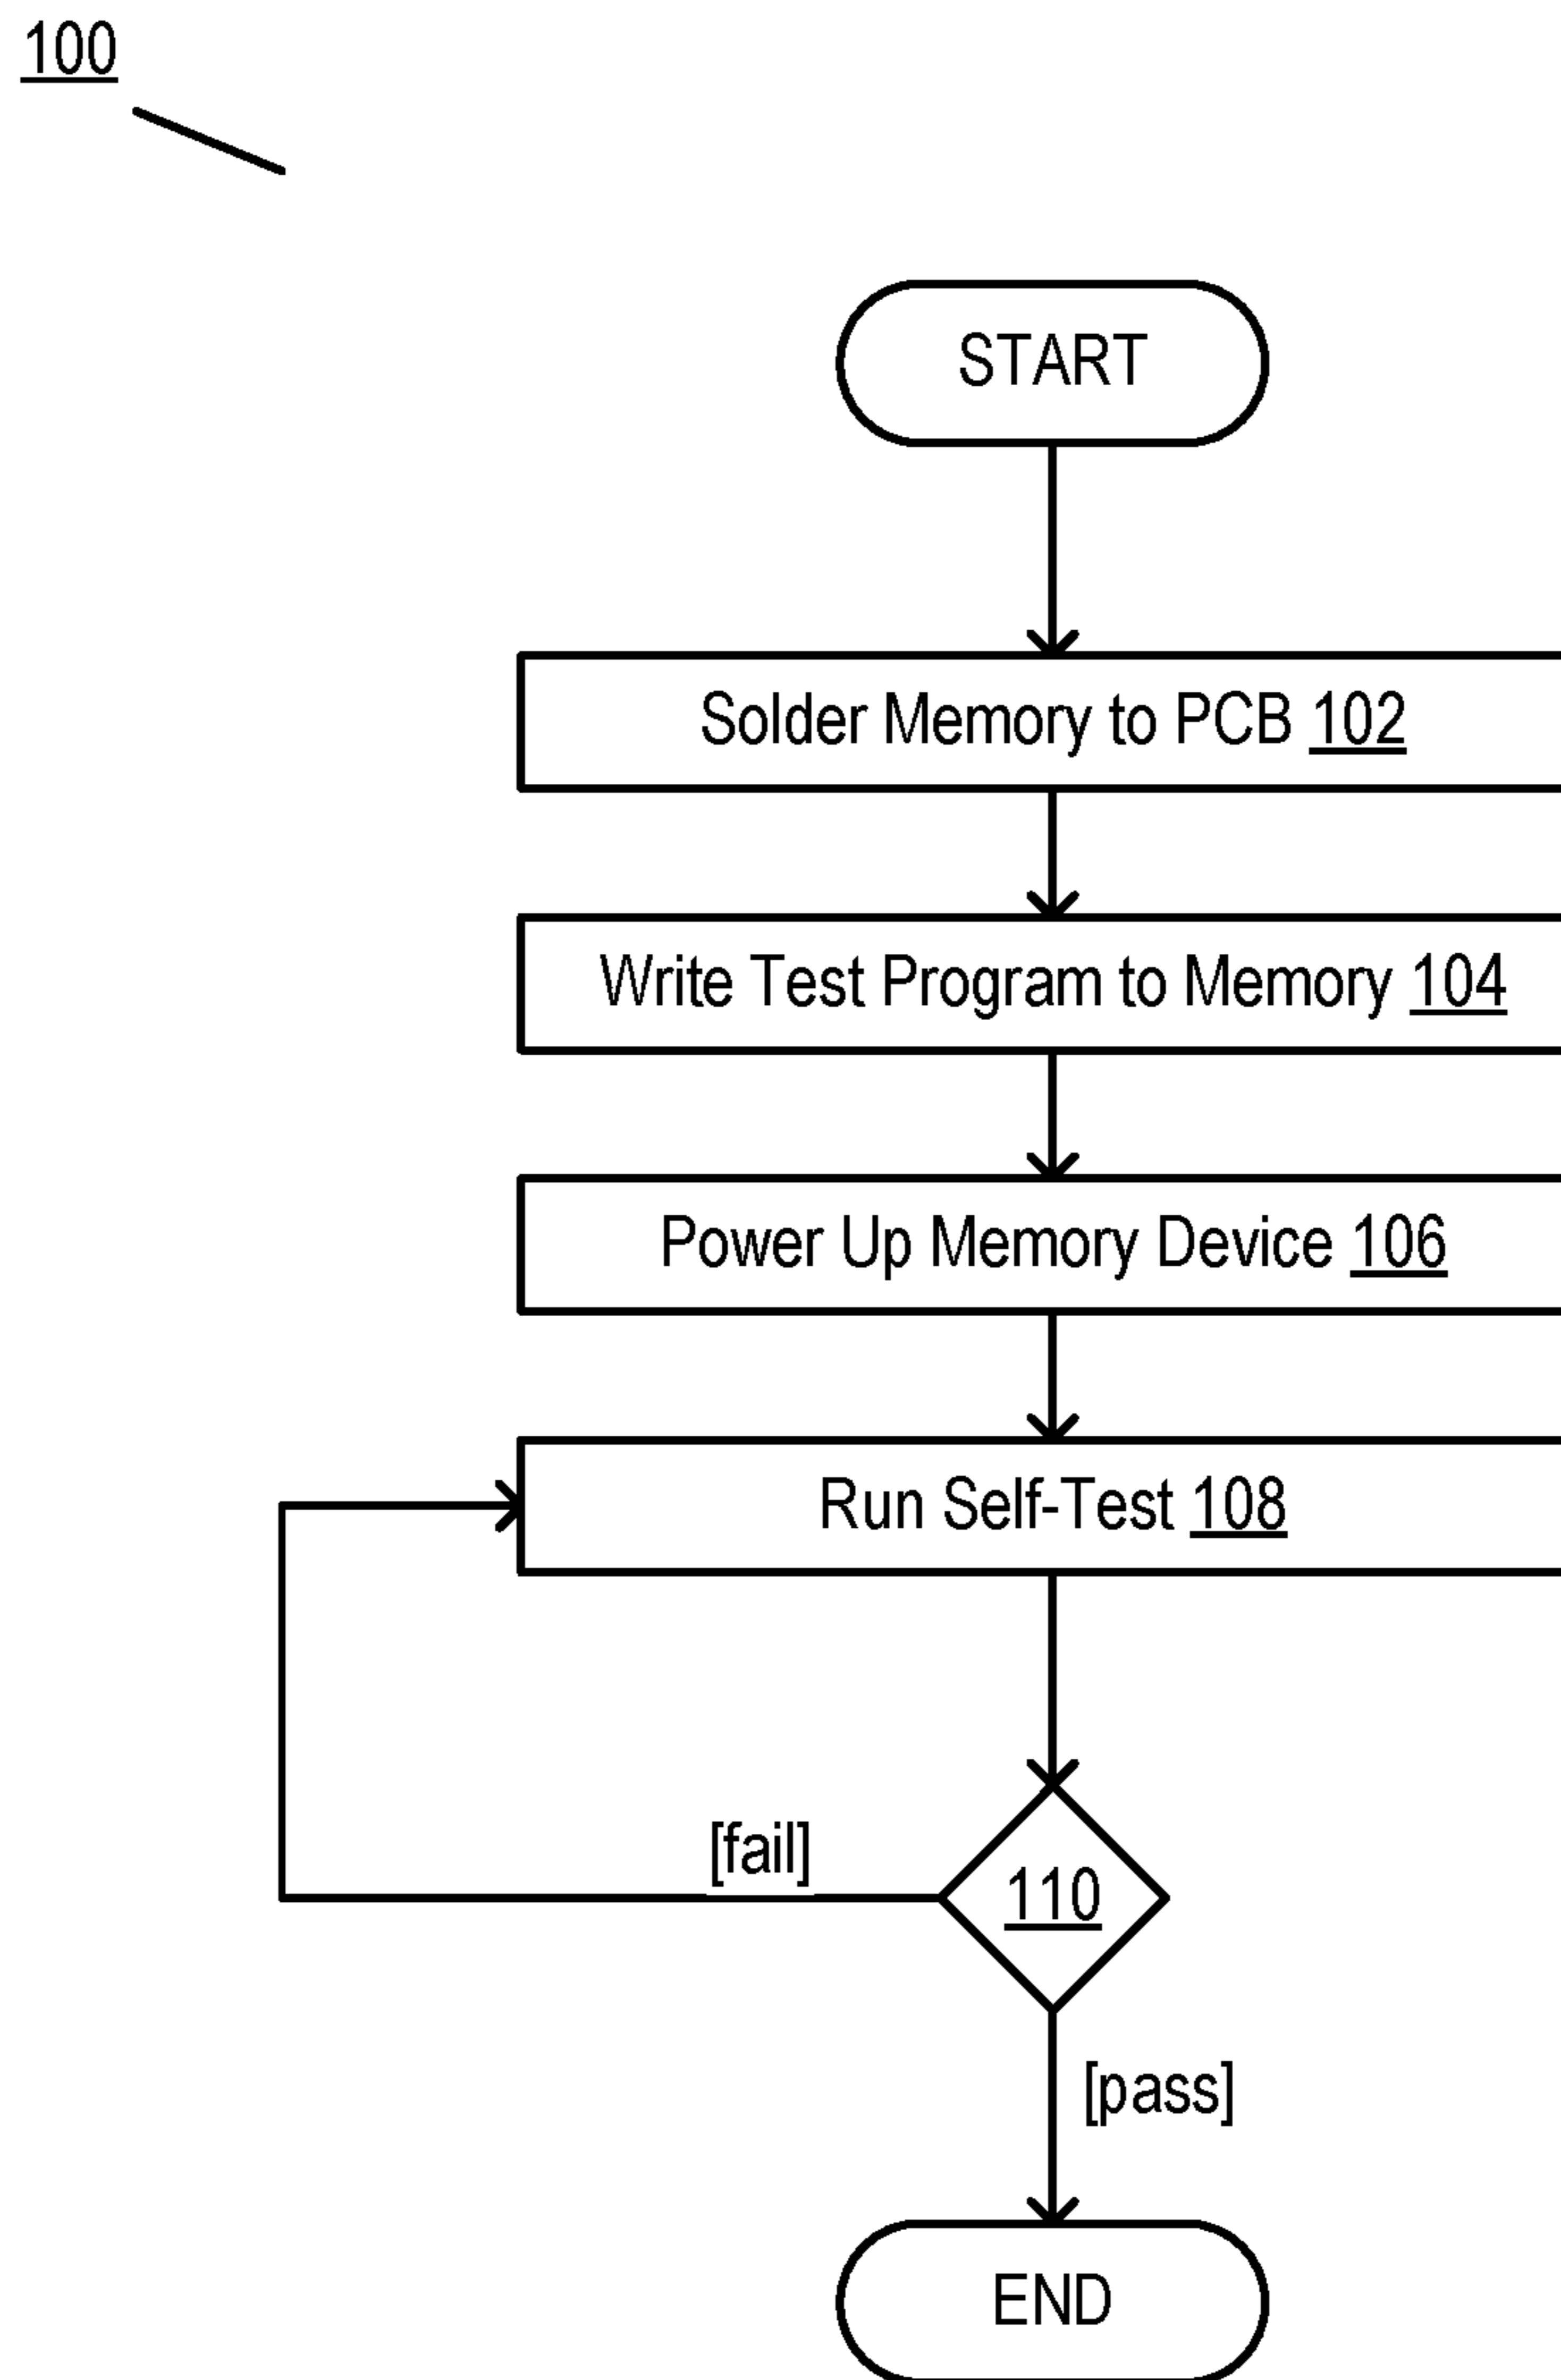 100
START
Solder Memory to PCB 102
Write Test Program to Memory 104
Power Up Memory Device 106
Run Self-Test 108
[fail]
110
[pass]
END